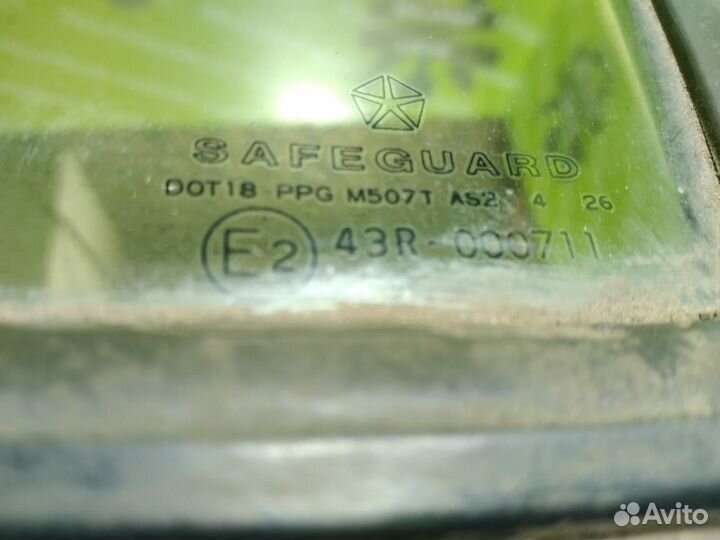 SAFEGUARD
DOT18 PPG M507T AS2 4 26
E2 43R-000711
Avito